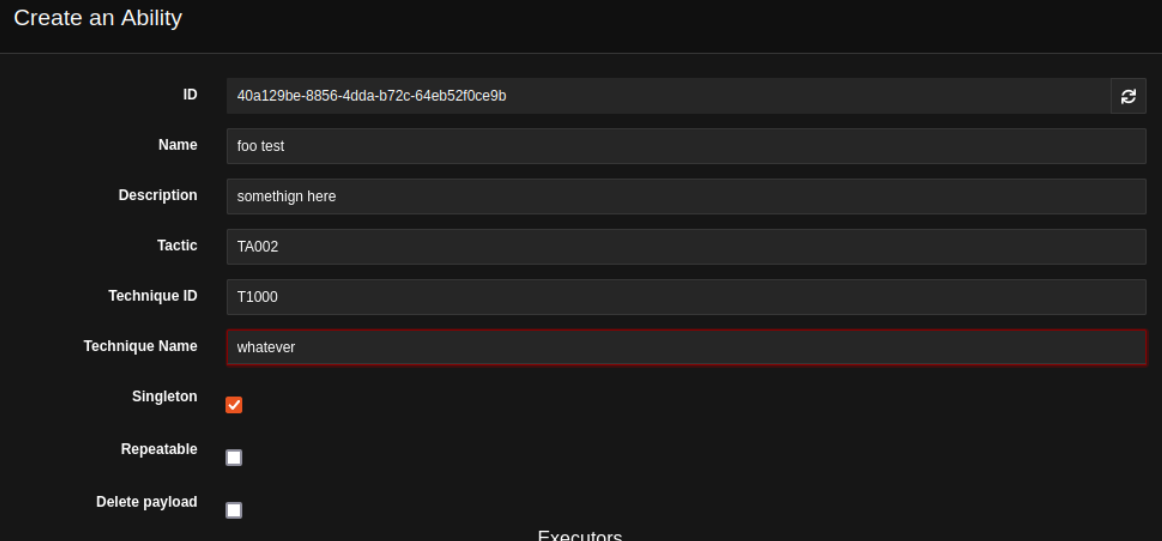 Create an Ability
ID 40a129be-8856-4dda-b72c-64eb52f0ce9b
Name foo test
Description somethign here
Tactic TA002
Technique ID T1000
Technique Name whatever
Singleton
Repeatable
Delete payload
Executors